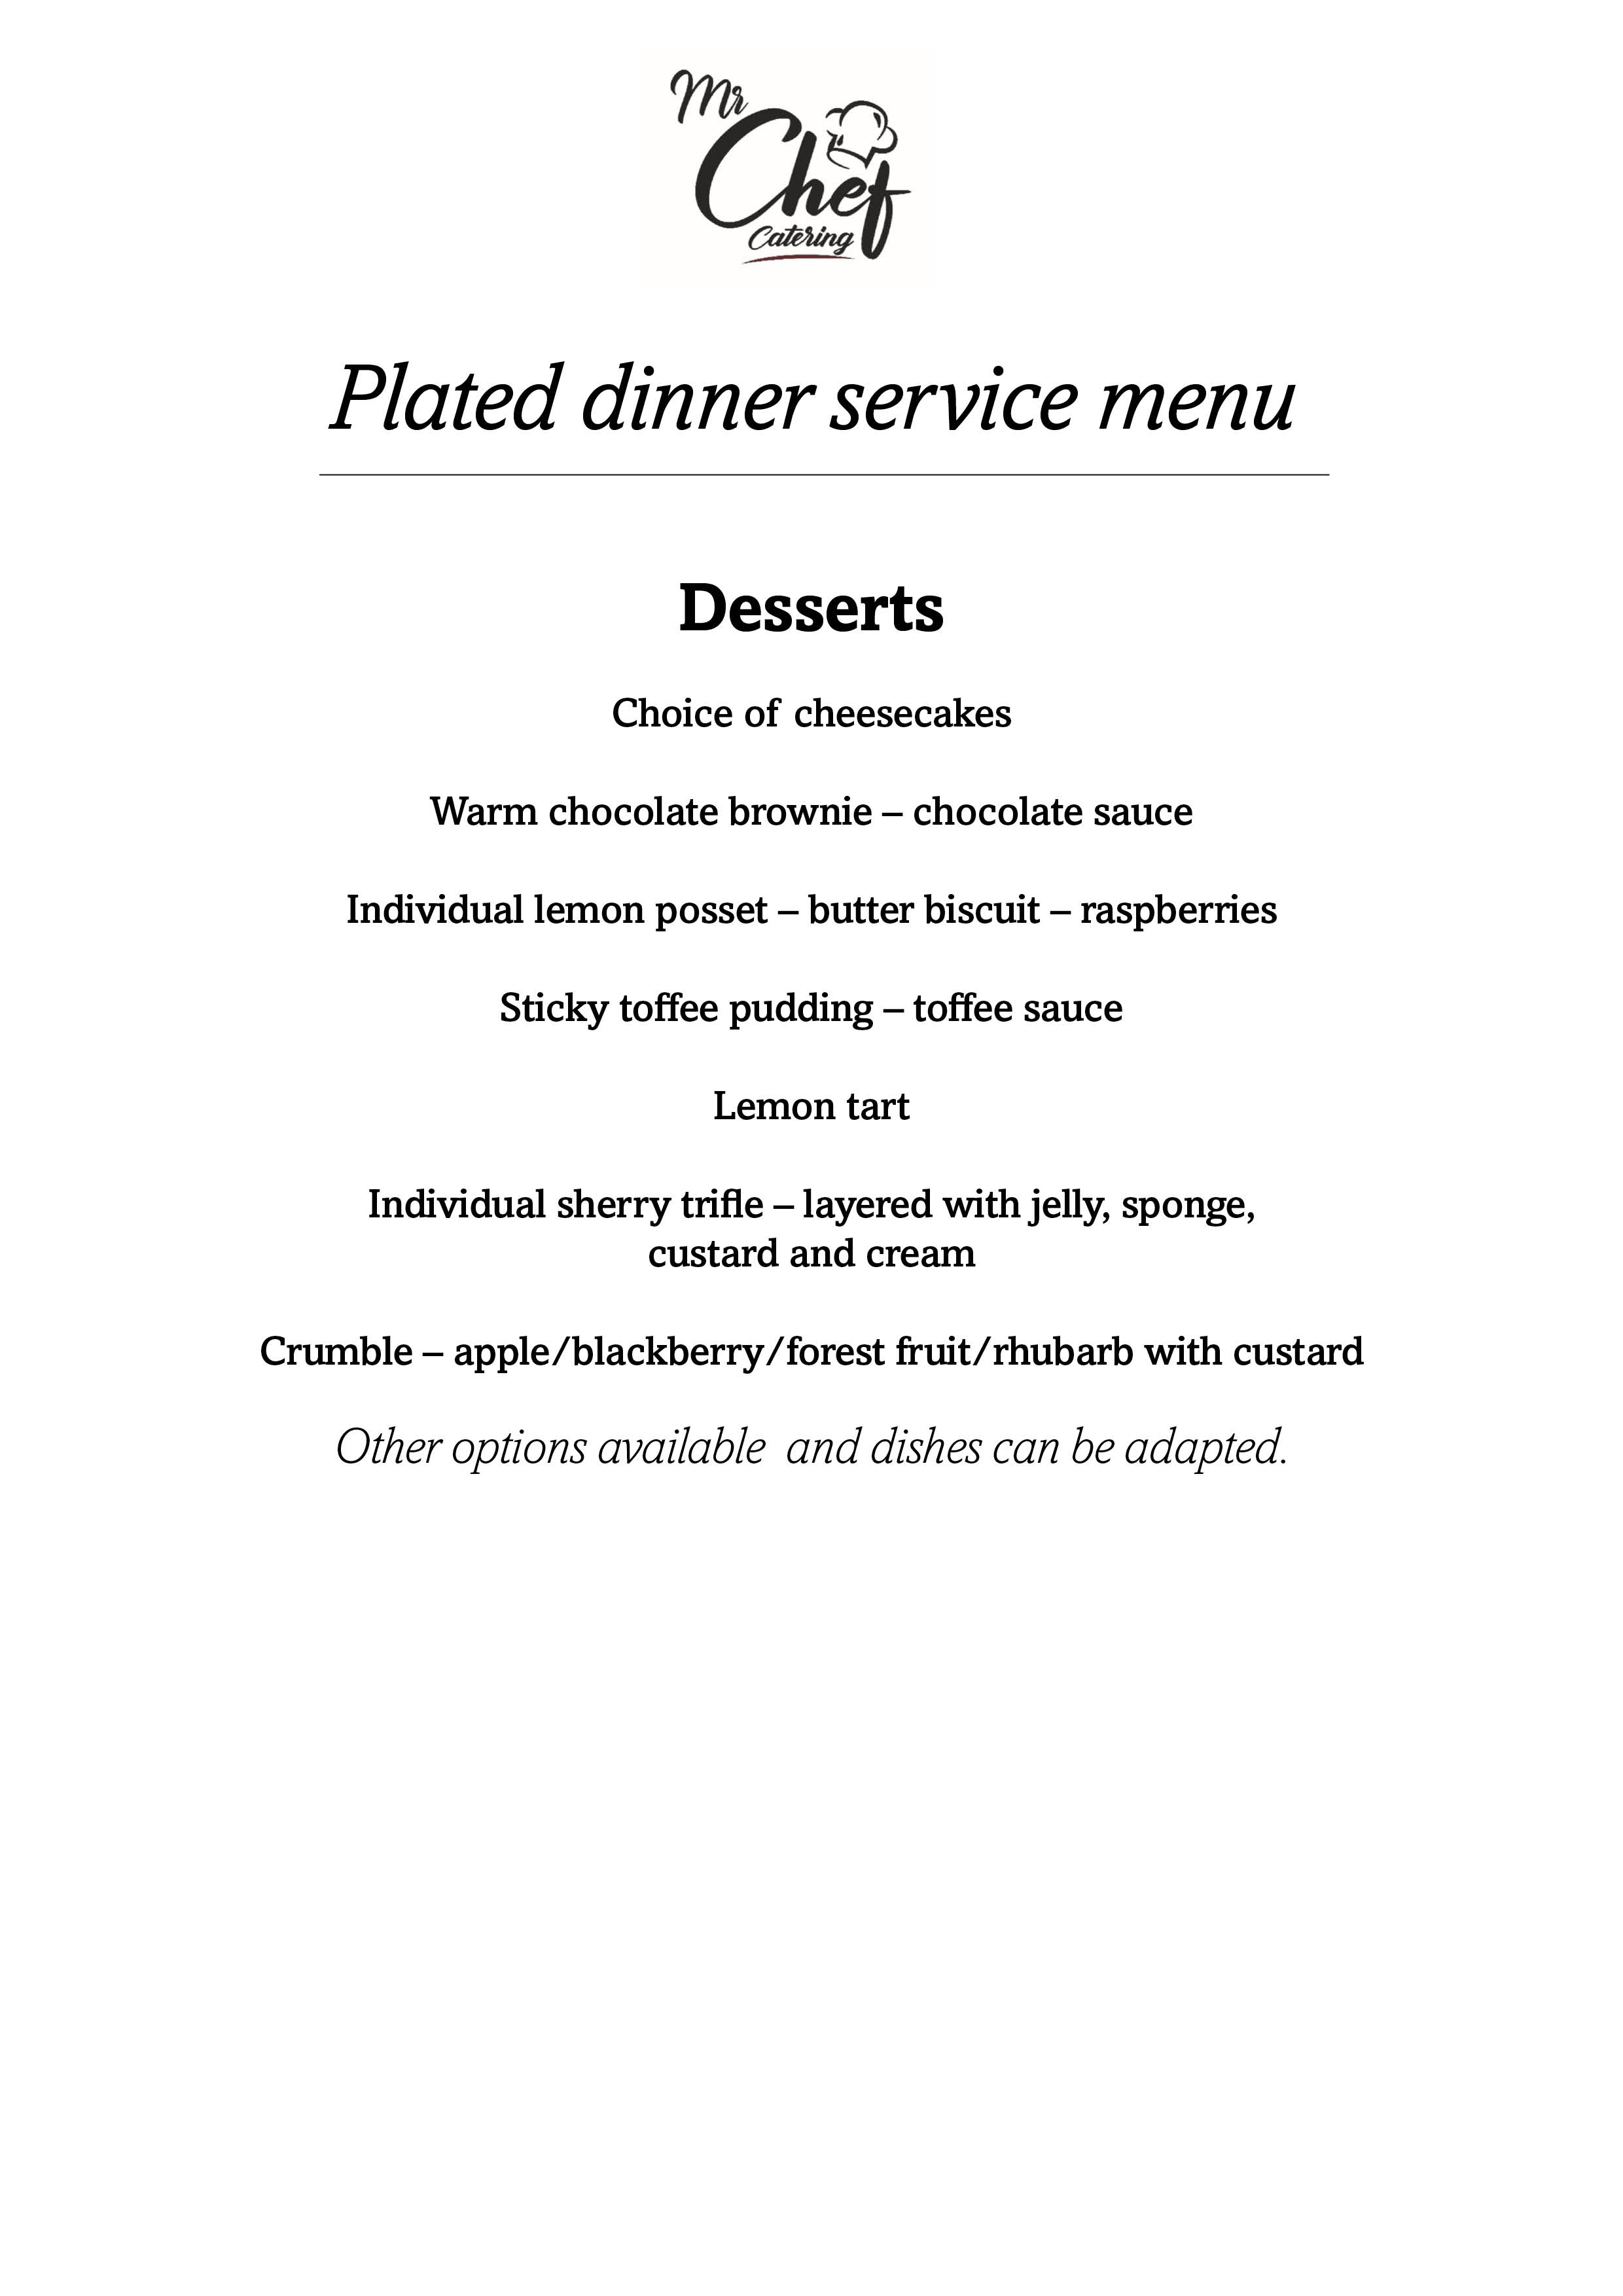 Mr
Chef
Catering
Plated dinner service menu
Desserts
Choice of cheesecakes
Warm chocolate brownie – chocolate sauce
Individual lemon posset – butter biscuit – raspberries
Sticky toffee pudding – toffee sauce
Lemon tart
Individual sherry trifle – layered with jelly, sponge,
custard and cream
Crumble – apple/blackberry/forest fruit/rhubarb with custard
Other options available  and dishes can be adapted.